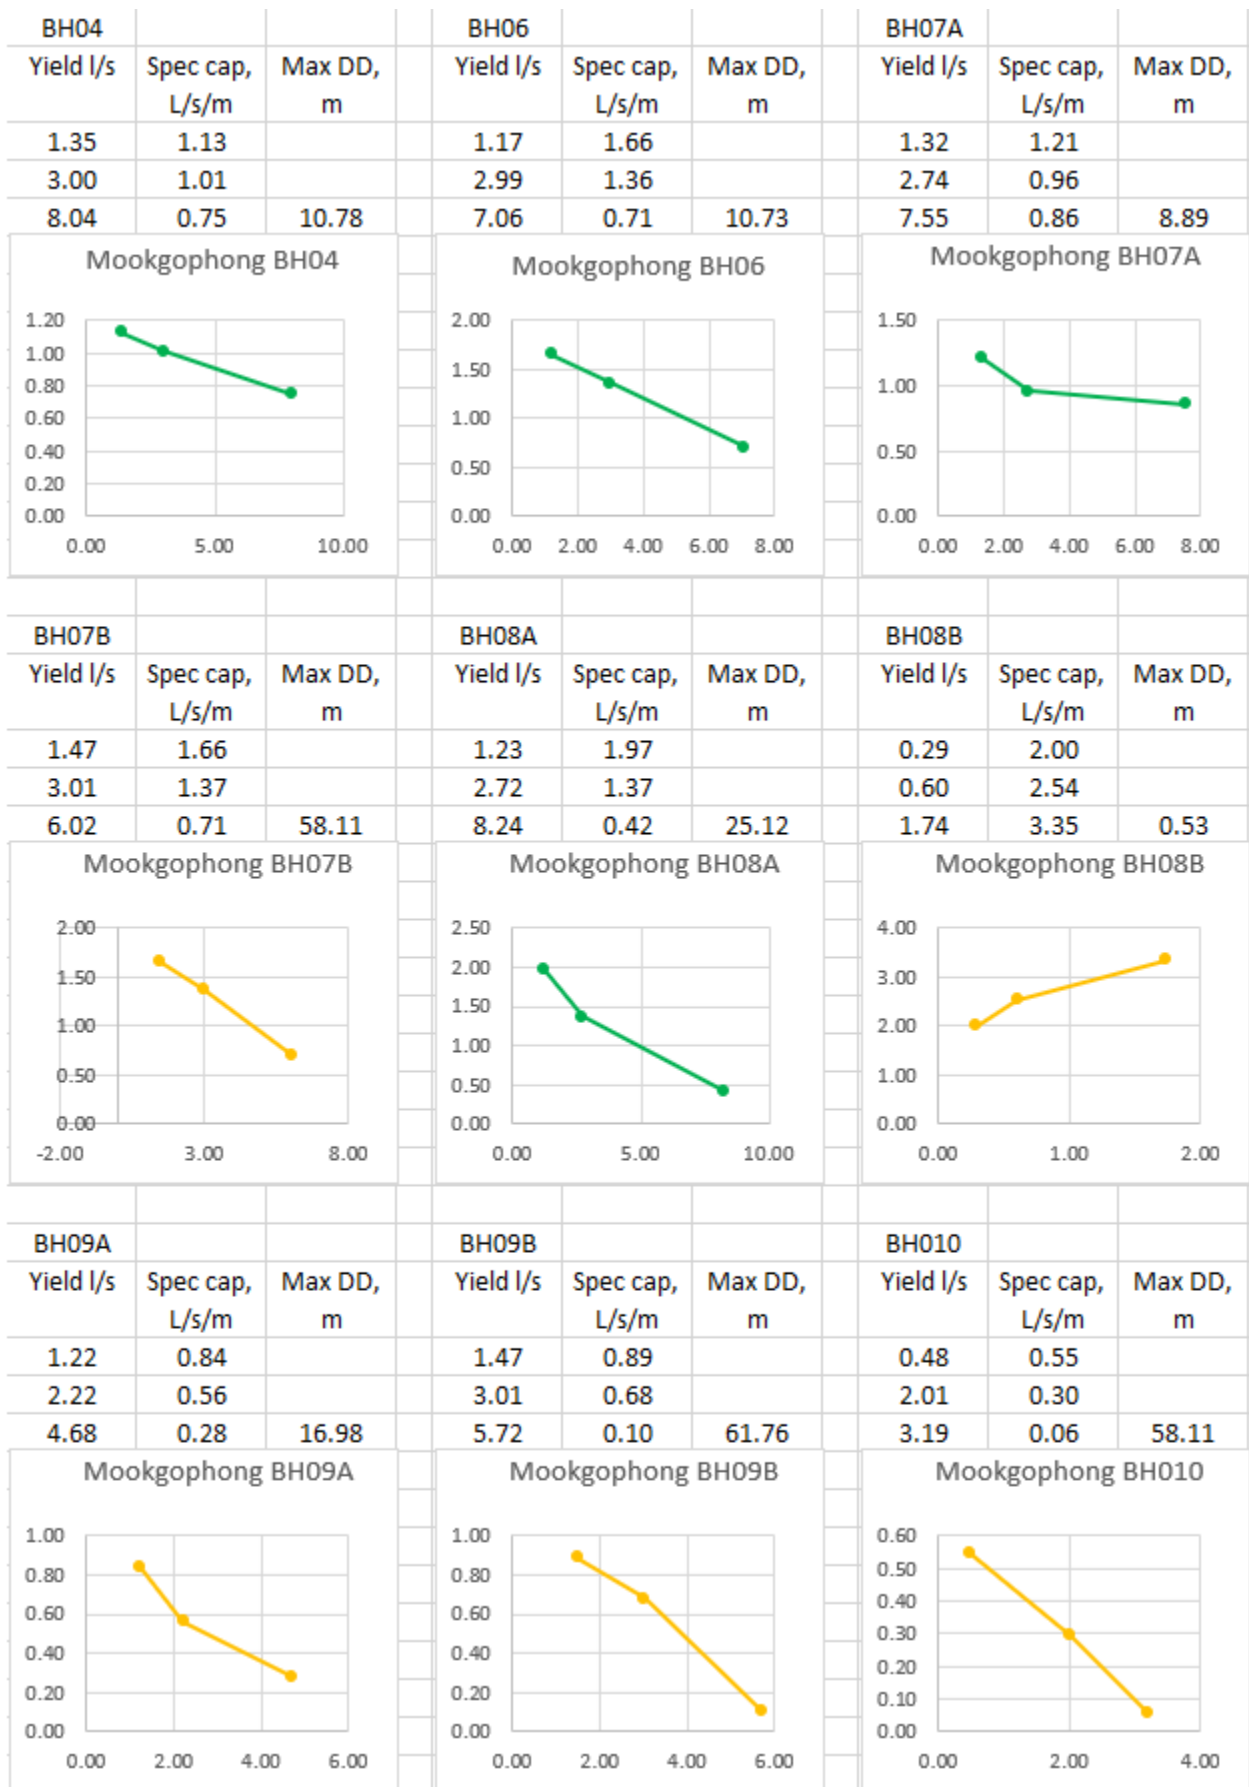 BH04 BH06 BH07A
Yield l/s Spec cap, Max DD, Yield l/s Spec cap, Max DD, Yield l/s Spec cap, Max DD,
L/s/m m L/s/m m L/s/m m
1.35 1.13 1.17 1.66 1.32 1.21
3.00 1.01 2.99 1.36 2.74 0.96
8.04 0.75 10.78 7.06 0.71 10.73 7.55 0.86 8.89
Mookgophong BH04
1.20
1.00
0.80
0.60
0.40
0.20
0.00
0.00 5.00 10.00
Mookgophong BH06
2.00
1.50
1.00
0.50
0.00
0.00 2.00 4.00 6.00 8.00
Mookgophong BH07A
1.50
1.00
0.50
0.00
0.00 2.00 4.00 6.00 8.00
BH07B BH08A BH08B
Yield l/s Spec cap, Max DD, Yield l/s Spec cap, Max DD, Yield l/s Spec cap, Max DD,
L/s/m m L/s/m m L/s/m m
1.47 1.66 1.23 1.97 0.29 2.00
3.01 1.37 2.72 1.37 0.60 2.54
6.02 0.71 58.11 8.24 0.42 25.12 1.74 3.35 0.53
Mookgophong BH07B
2.00
1.50
1.00
0.50
0.00
-2.00 3.00 8.00
Mookgophong BH08A
2.50
2.00
1.50
1.00
0.50
0.00
0.00 5.00 10.00
Mookgophong BH08B
4.00
3.00
2.00
1.00
0.00
0.00 1.00 2.00
BH09A BH09B BH010
Yield l/s Spec cap, Max DD, Yield l/s Spec cap, Max DD, Yield l/s Spec cap, Max DD,
L/s/m m L/s/m m L/s/m m
1.22 0.84 1.47 0.89 0.48 0.55
2.22 0.56 3.01 0.68 2.01 0.30
4.68 0.28 16.98 5.72 0.10 61.76 3.19 0.06 58.11
Mookgophong BH09A
1.00
0.80
0.60
0.40
0.20
0.00
0.00 2.00 4.00 6.00
Mookgophong BH09B
1.00
0.80
0.60
0.40
0.20
0.00
0.00 2.00 4.00 6.00
Mookgophong BH010
0.60
0.50
0.40
0.30
0.20
0.10
0.00
0.00 2.00 4.00